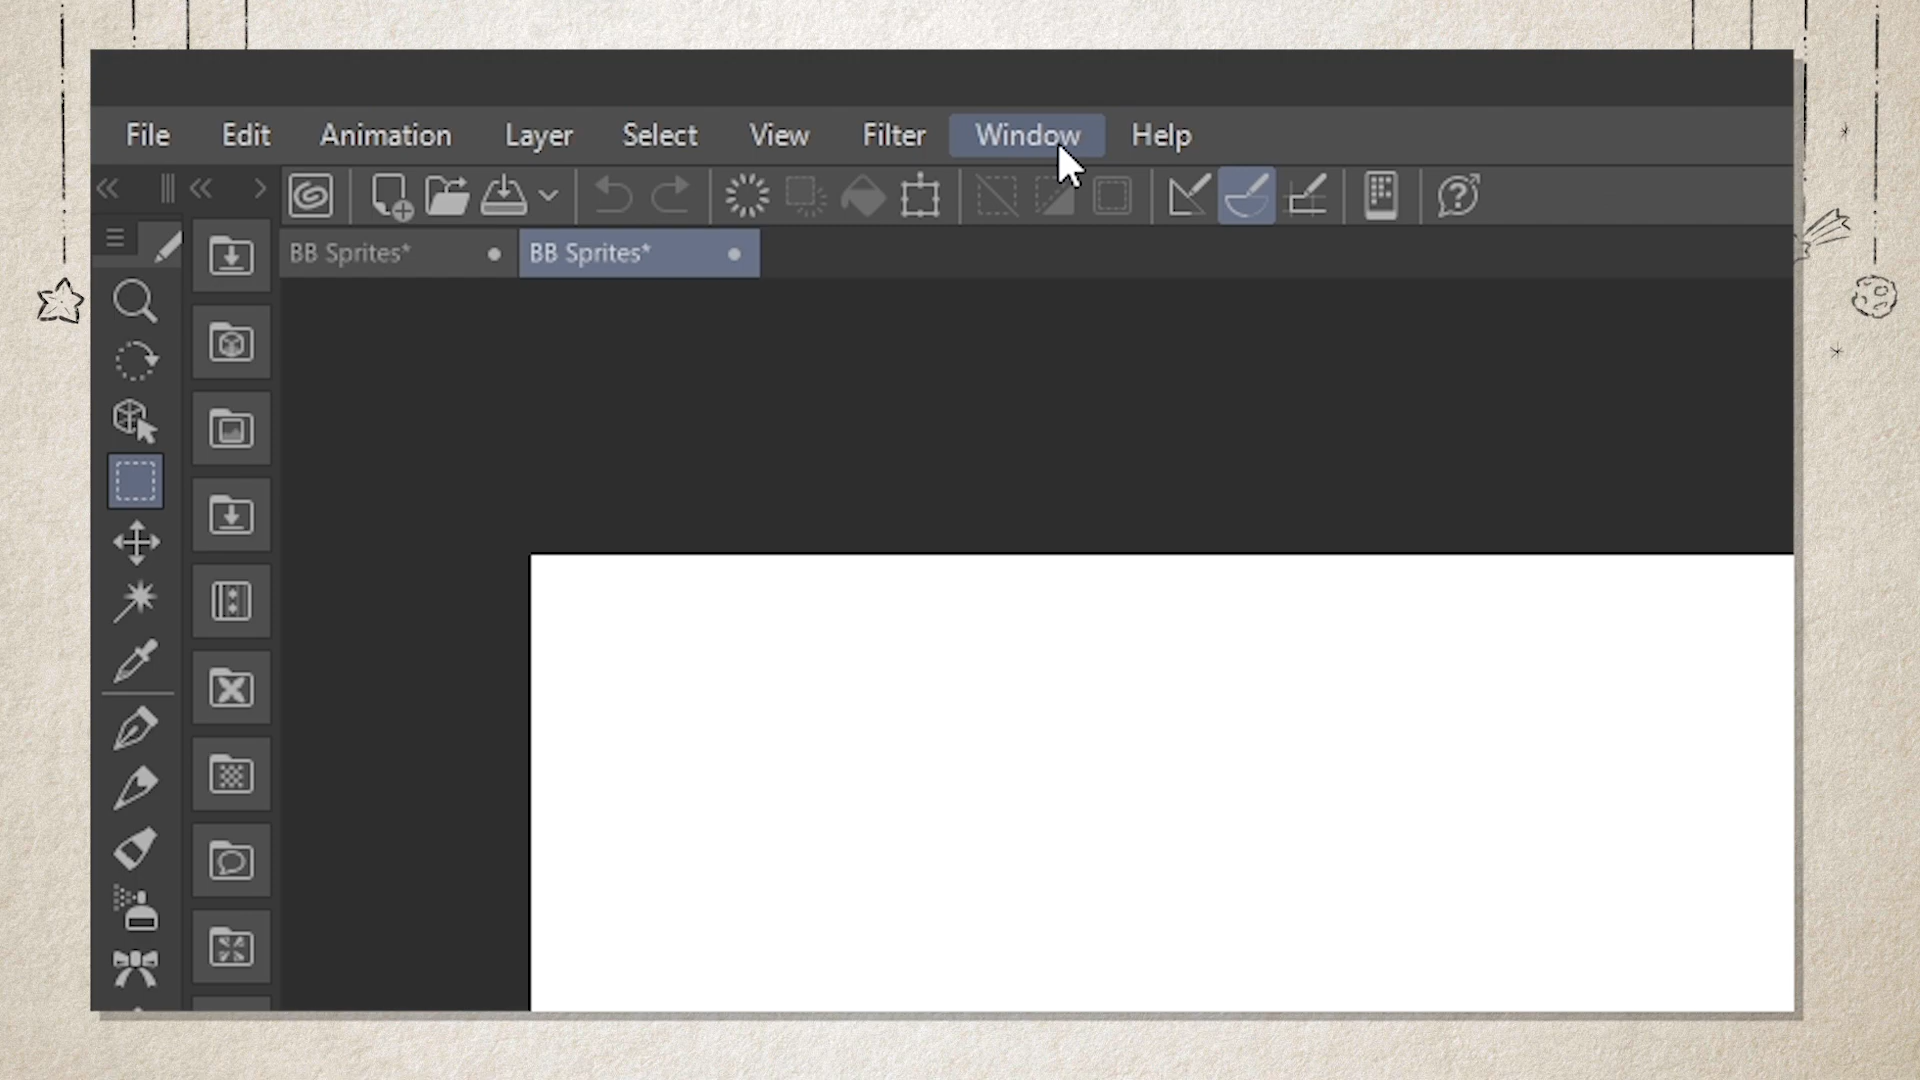 File Edit Animation Layer Select View Filter Window Help
BB Sprites* BB Sprites*